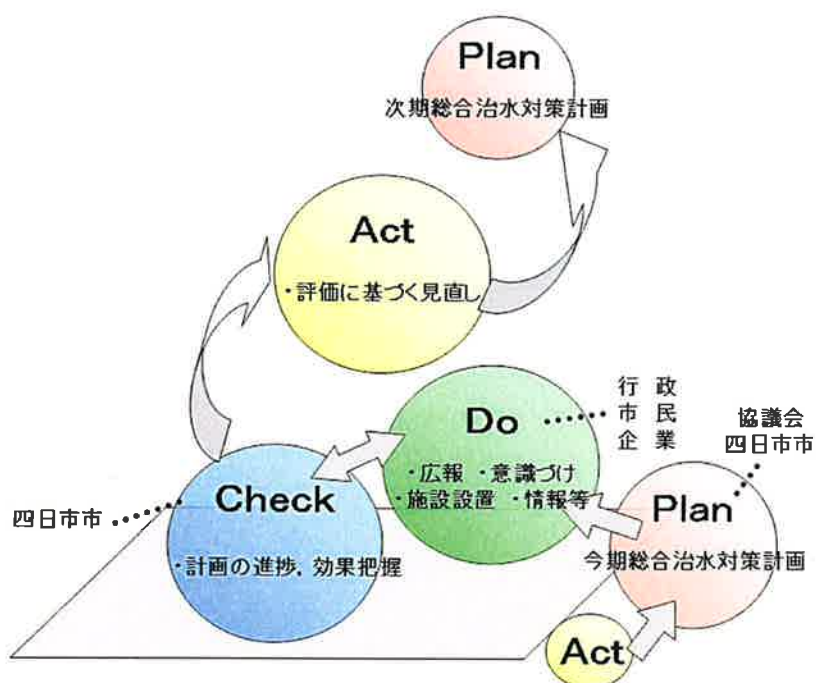 Plan
次期総合治水対策計画
Act
・評価に基づく見直し
Do
・広報 ・意識づけ
・施設設置 ・情報等
行 政
市 民
企 業
協議会
四日市市
Check
・計画の進捗, 効果把握
四日市市
Plan
今期総合治水対策計画
Act